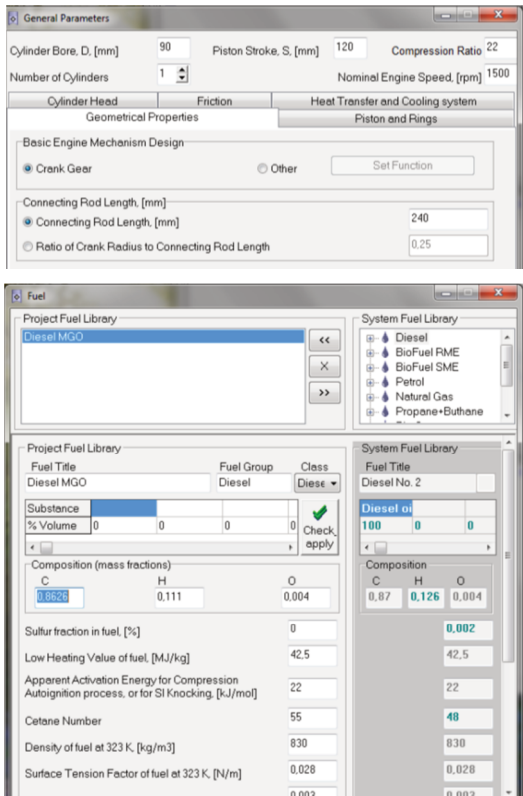 General Parameters
Cylinder Bore, D, [mm] 90 Piston Stroke, S, [mm] 120 Compression Ratio 22
Number of Cylinders 1 Nominal Engine Speed, [rpm] 1500
Cylinder Head Friction Heat Transfer and Cooling system
Geometrical Properties Piston and Rings
Basic Engine Mechanism Design
Crank Gear Other Set Function
Connecting Rod Length, [mm]
Connecting Rod Length, [mm] 240
Ratio of Crank Radius to Connecting Rod Length 0,25
Fuel
Project Fuel Library System Fuel Library
Diesel MGO << Diesel
BioFuel RME
X BioFuel SME
Petrol
>> Natural Gas
Propane+Buthane
Project Fuel Library System Fuel Library
Fuel Title Fuel Group Class Fuel Title
Diesel MGO Diesel Diese Diesel No. 2
Substance Diesel oi
% Volume 0 0 0 0 Check, apply 100 0 0
Composition (mass fractions) Composition
C H O C H O
0,8626 0,111 0,004 0,87 0,126 0,004
Sulfur fraction in fuel, [%] 0 0,002
Low Heating Value of fuel, [MJ/kg] 42,5 42,5
Apparent Activation Energy for Compression
Autoignition process, or for SI Knocking, [kJ/mol] 22 22
Cetane Number 55 48
Density of fuel at 323 K, [kg/m3] 830 830
Surface Tension Factor of fuel at 323 K, [N/m] 0,028 0,028
0,003 0,003